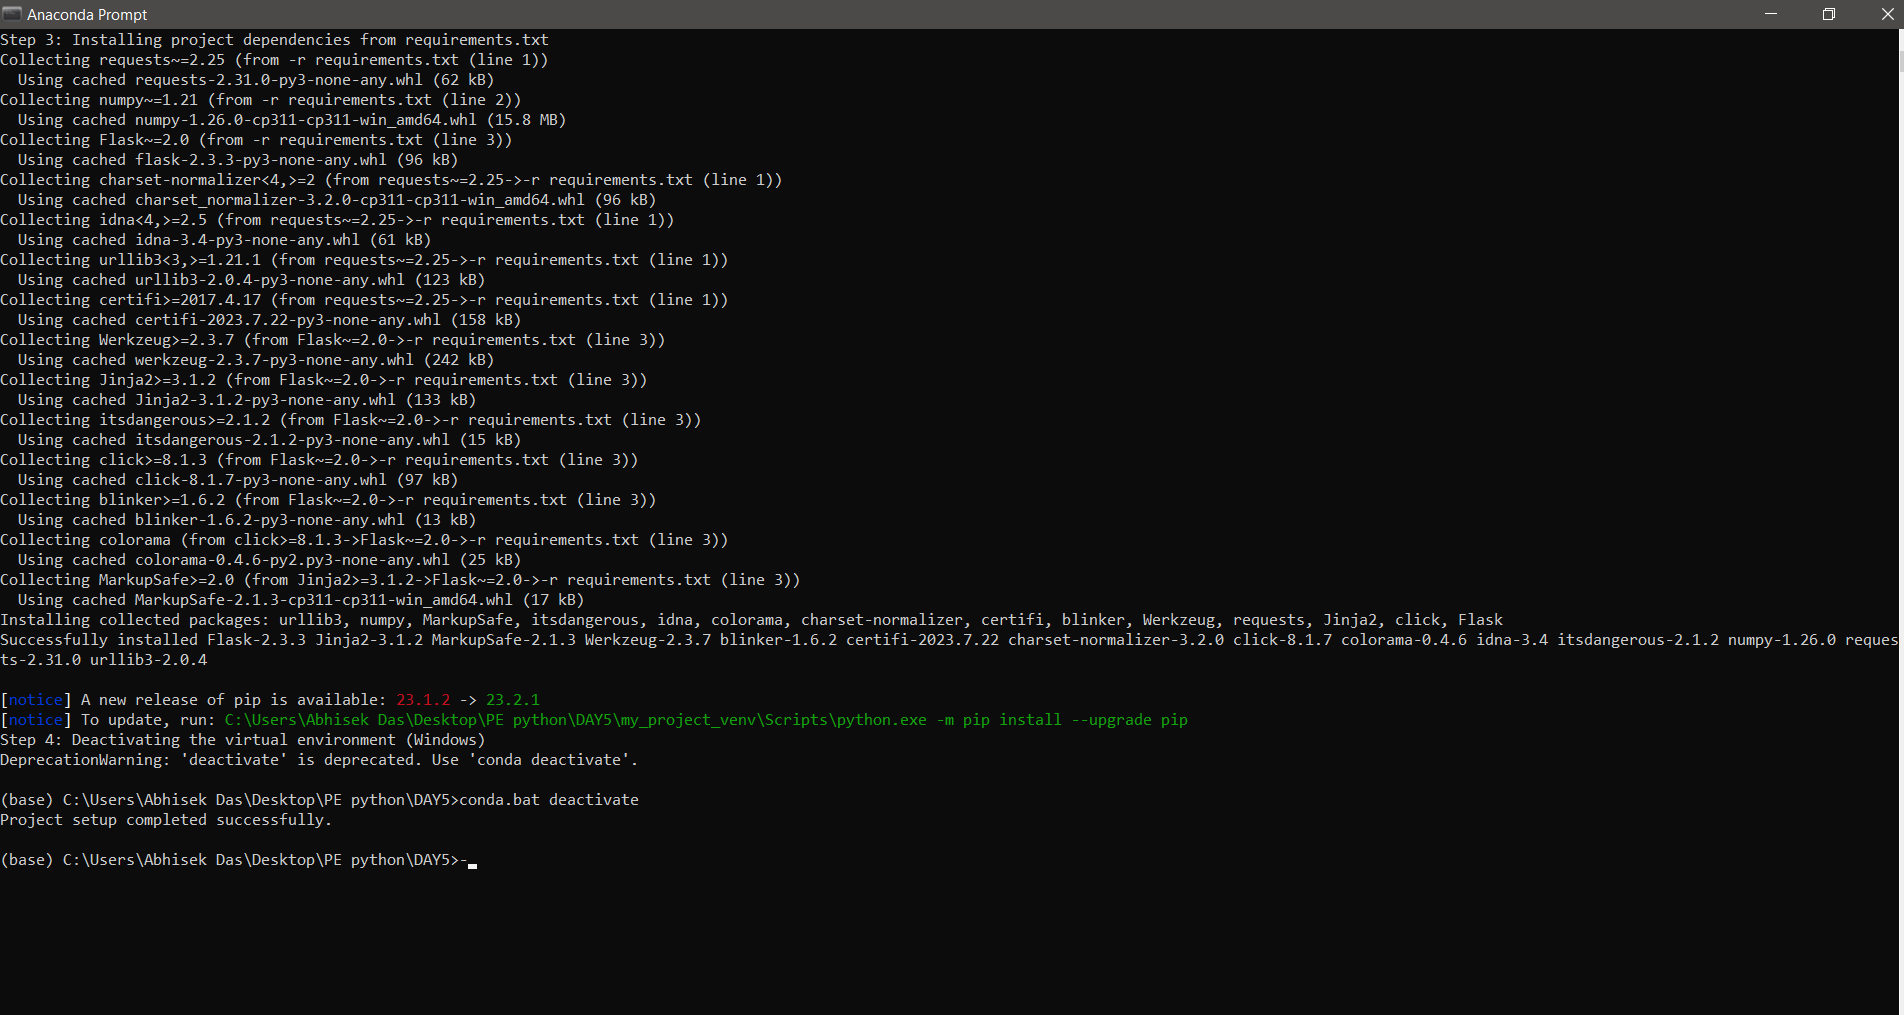 Anaconda Prompt
Step 3: Installing project dependencies from requirements.txt
Collecting requests~=2.25 (from -r requirements.txt (line 1))
  Using cached requests-2.31.0-py3-none-any.whl (62 kB)
Collecting numpy~=1.21 (from -r requirements.txt (line 2))
  Using cached numpy-1.26.0-cp311-cp311-win_amd64.whl (15.8 MB)
Collecting Flask~=2.0 (from -r requirements.txt (line 3))
  Using cached flask-2.3.3-py3-none-any.whl (96 kB)
Collecting charset-normalizer<4,>=2 (from requests~=2.25->-r requirements.txt (line 1))
  Using cached charset_normalizer-3.2.0-cp311-cp311-win_amd64.whl (96 kB)
Collecting idna<4,>=2.5 (from requests~=2.25->-r requirements.txt (line 1))
  Using cached idna-3.4-py3-none-any.whl (61 kB)
Collecting urllib3<3,>=1.21.1 (from requests~=2.25->-r requirements.txt (line 1))
  Using cached urllib3-2.0.4-py3-none-any.whl (123 kB)
Collecting certifi>=2017.4.17 (from requests~=2.25->-r requirements.txt (line 1))
  Using cached certifi-2023.7.22-py3-none-any.whl (158 kB)
Collecting Werkzeug>=2.3.7 (from Flask~=2.0->-r requirements.txt (line 3))
  Using cached werkzeug-2.3.7-py3-none-any.whl (242 kB)
Collecting Jinja2>=3.1.2 (from Flask~=2.0->-r requirements.txt (line 3))
  Using cached Jinja2-3.1.2-py3-none-any.whl (133 kB)
Collecting itsdangerous>=2.1.2 (from Flask~=2.0->-r requirements.txt (line 3))
  Using cached itsdangerous-2.1.2-py3-none-any.whl (15 kB)
Collecting click>=8.1.3 (from Flask~=2.0->-r requirements.txt (line 3))
  Using cached click-8.1.7-py3-none-any.whl (97 kB)
Collecting blinker>=1.6.2 (from Flask~=2.0->-r requirements.txt (line 3))
  Using cached blinker-1.6.2-py3-none-any.whl (13 kB)
Collecting colorama (from click>=8.1.3->Flask~=2.0->-r requirements.txt (line 3))
  Using cached colorama-0.4.6-py2.py3-none-any.whl (25 kB)
Collecting MarkupSafe>=2.0 (from Jinja2>=3.1.2->Flask~=2.0->-r requirements.txt (line 3))
  Using cached MarkupSafe-2.1.3-cp311-cp311-win_amd64.whl (17 kB)
Installing collected packages: urllib3, numpy, MarkupSafe, itsdangerous, idna, colorama, charset-normalizer, certifi, blinker, Werkzeug, requests, Jinja2, click, Flask
Successfully installed Flask-2.3.3 Jinja2-3.1.2 MarkupSafe-2.1.3 Werkzeug-2.3.7 blinker-1.6.2 certifi-2023.7.22 charset-normalizer-3.2.0 click-8.1.7 colorama-0.4.6 idna-3.4 itsdangerous-2.1.2 numpy-1.26.0 reques
ts-2.31.0 urllib3-2.0.4
[notice] A new release of pip is available: 23.1.2 -> 23.2.1
[notice] To update, run: C:\Users\Abhisek Das\Desktop\PE python\DAY5\my_project_venv\Scripts\python.exe -m pip install --upgrade pip
Step 4: Deactivating the virtual environment (Windows)
DeprecationWarning: 'deactivate' is deprecated. Use 'conda deactivate'.
(base) C:\Users\Abhisek Das\Desktop\PE python\DAY5>conda.bat deactivate
Project setup completed successfully.
(base) C:\Users\Abhisek Das\Desktop\PE python\DAY5>-